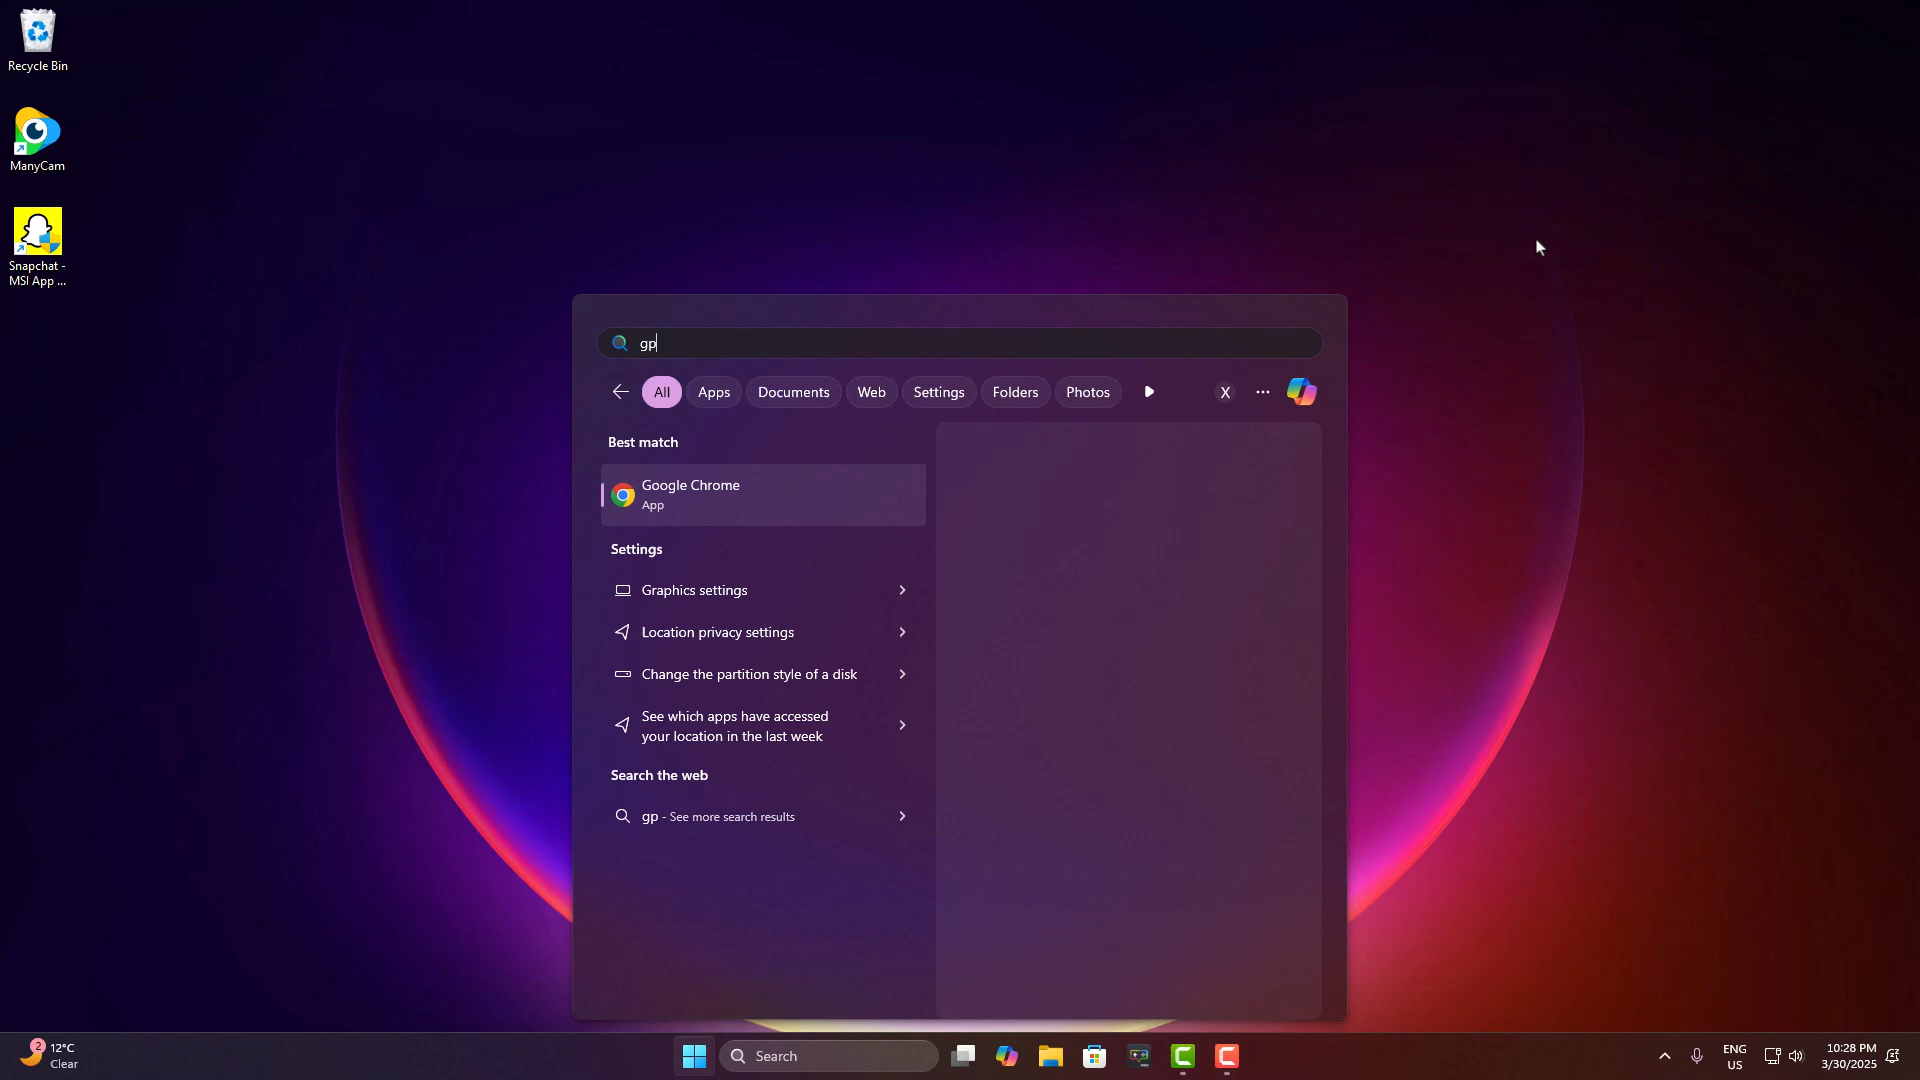 Recycle Bin
ManyCam
Snapchat -
MSI App ...
gp
All
Apps
Documents
Web
Settings
Folders
Photos
X
Best match
Google Chrome
App
Settings
Graphics settings
Location privacy settings
Change the partition style of a disk
See which apps have accessed
your location in the last week
Search the web
gp - See more search results
2
12°C
Clear
Search
ENG
US
10:28 PM
3/30/2025